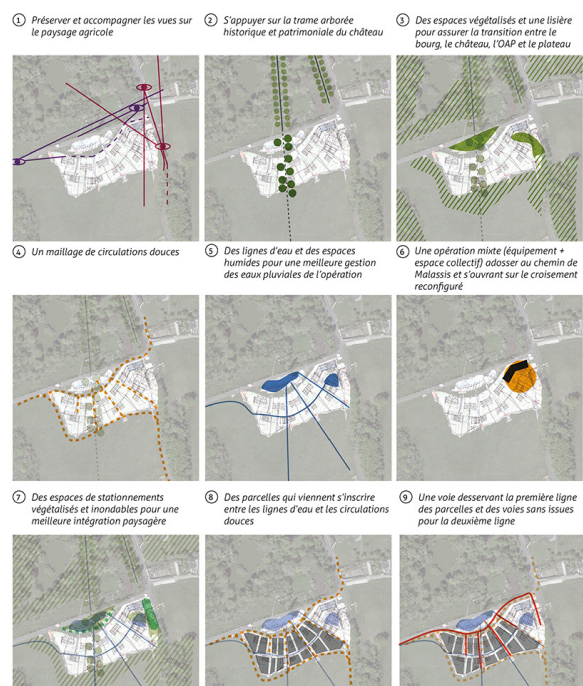 1 Préserver et accompagner les vues sur
le paysage agricole
2 S'appuyer sur la trame arborée
historique et patrimoniale du château
3 Des espaces végétalisés et une lisière
pour assurer la transition entre le
bourg, le château, l'OAP et le plateau
4 Un maillage de circulations douces
5 Des lignes d'eau et des espaces
humides pour une meilleure gestion
des eaux pluviales de l'opération
6 Une opération mixte (équipement +
espace collectif) adosser au chemin de
Malassis et s'ouvrant sur le croisement
reconfiguré
7 Des espaces de stationnements
végétalisés et inondables pour une
meilleure intégration paysagère
8 Des parcelles qui viennent s'inscrire
entre les lignes d'eau et les circulations
douces
9 Une voie desservant la première ligne
des parcelles et des voies sans issues
pour la deuxième ligne